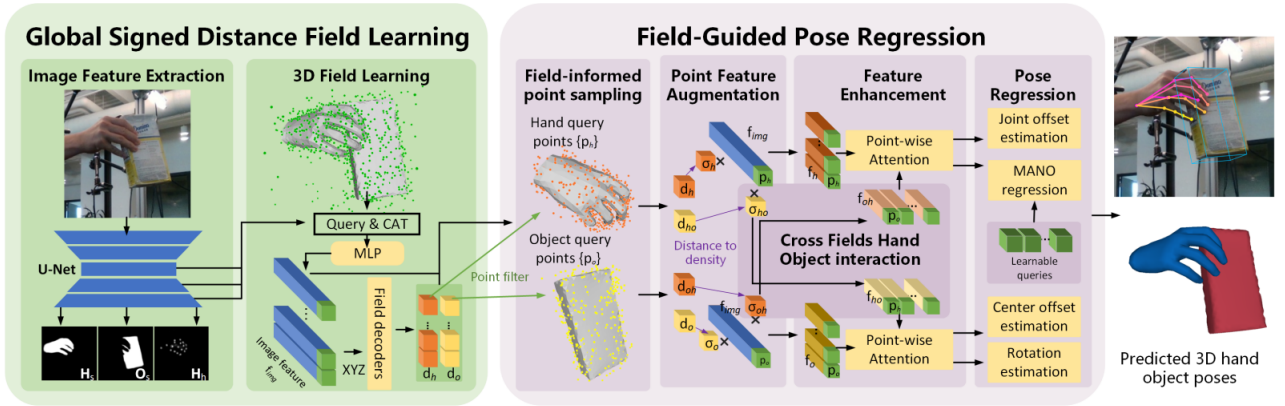 Global Signed Distance Field Learning
Image Feature Extraction
U-Net
Hs
Os
Hh
3D Field Learning
Query & CAT
MLP
Image feature
fimg
XYZ
Field decoders
dh
do
Point filter
Field-Guided Pose Regression
Field-informed
point sampling
Hand query
points {ph}
Object query
points {po}
Point Feature
Augmentation
fimg
σh
×
ph
dh
×
dho
σho
Distance to
density
doh
σoh
fimg
×
do
σo
×
po
Feature
Enhancement
fh
ph
Point-wise
Attention
foh
po
Cross Fields Hand
Object interaction
fho
ph
fo
po
Point-wise
Attention
Pose
Regression
Joint offset
estimation
MANO
regression
Learnable
queries
Center offset
estimation
Rotation
estimation
Predicted 3D hand
object poses